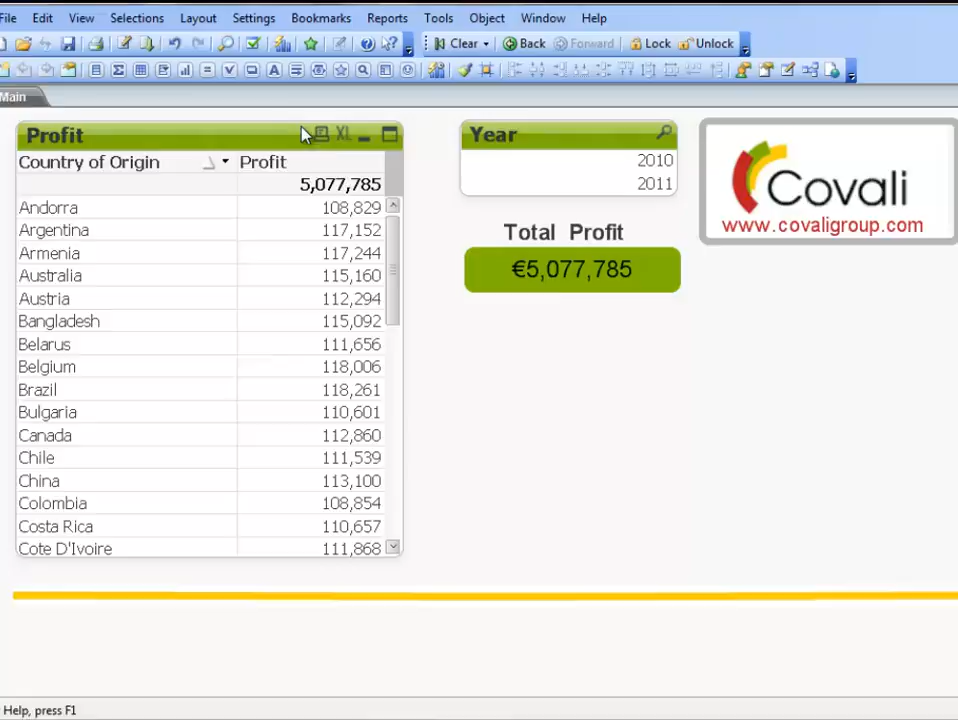 File Edit View Selections Layout Settings Bookmarks Reports Tools Object Window Help
Clear Back Forward Lock Unlock
Main
Profit XL
Country of Origin Profit
5,077,785
Andorra 108,829
Argentina 117,152
Armenia 117,244
Australia 115,160
Austria 112,294
Bangladesh 115,092
Belarus 111,656
Belgium 118,006
Brazil 118,261
Bulgaria 110,601
Canada 112,860
Chile 111,539
China 113,100
Colombia 108,854
Costa Rica 110,657
Cote D'Ivoire 111,868
Year
2010
2011
Total Profit
€5,077,785
Covali
www.covaligroup.com
Help, press F1